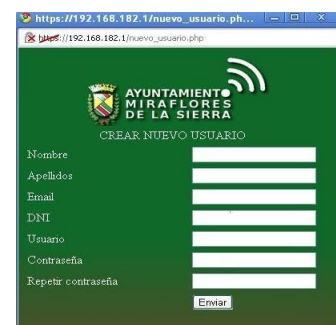 https://192.168.182.1/nuevo_usuario.ph...
https://192.168.182.1/nuevo_usuario.php
AYUNTAMIENTO
MIRAFLORES
DE LA SIERRA
CREAR NUEVO USUARIO
Nombre
Apellidos
Email
DNI
Usuario
Contraseña
Repetir contraseña
Enviar